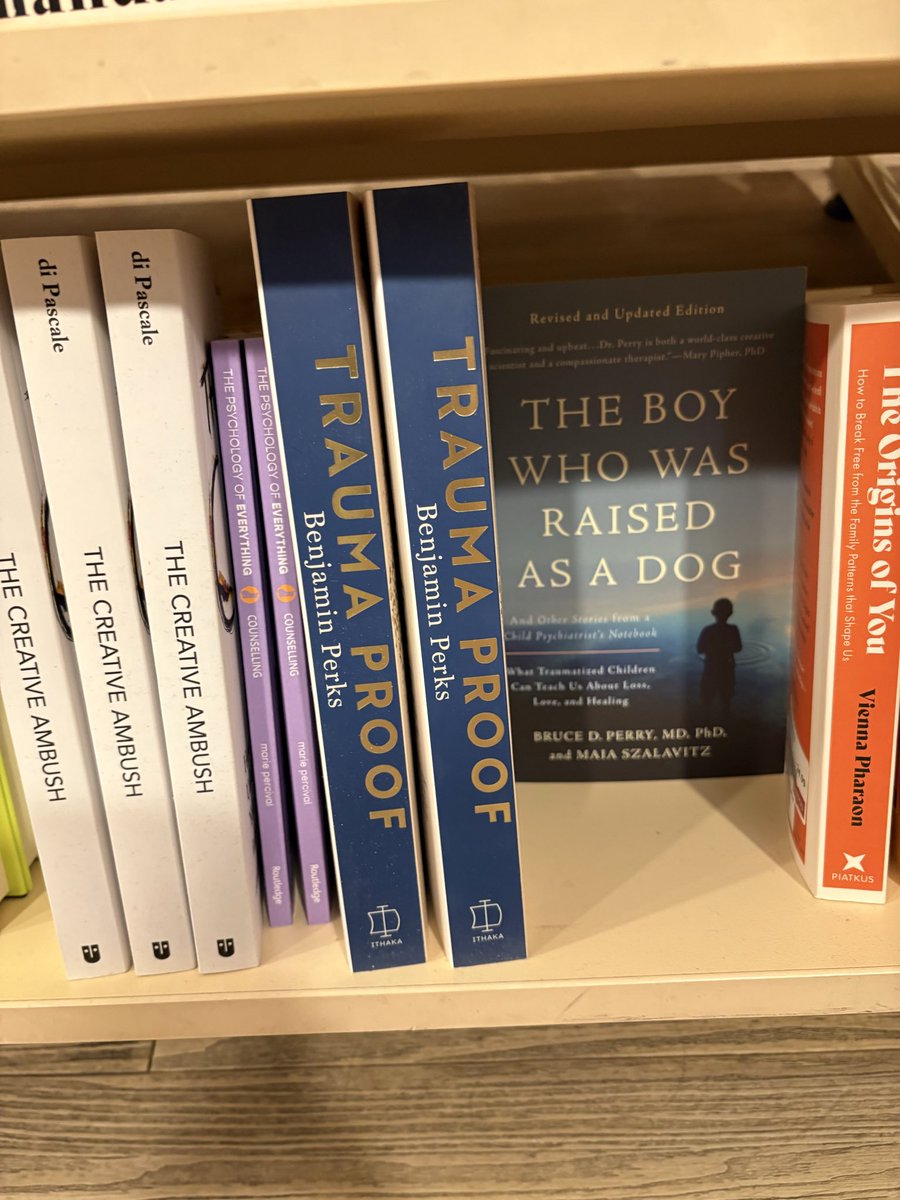 THE CREATIVE AMBUSH
di Pascale
THE CREATIVE AMBUSH
di Pascale
THE CREATIVE AMBUSH
THE PSYCHOLOGY OF EVERYTHING COUNSELLING
marie percival
Routledge
THE PSYCHOLOGY OF EVERYTHING COUNSELLING
marie percival
Routledge
TRAUMA PROOF
Benjamin Perks
ITHAKA
TRAUMA PROOF
Benjamin Perks
ITHAKA
Revised and Updated Edition
Fascinating and upbeat…Dr. Perry is both a world-class creative
scientist and a compassionate therapist."—Mary Pipher, PhD
THE BOY
WHO WAS
RAISED
AS A DOG
And Other Stories from a
Child Psychiatrist's Notebook
What Traumatized Children
Can Teach Us About Loss,
Love, and Healing
BRUCE D. PERRY, MD, PhD,
and MAIA SZALAVITZ
The Origins of You
How to Break Free from the Family Patterns that Shape Us
Vienna Pharaon
PIATKUS